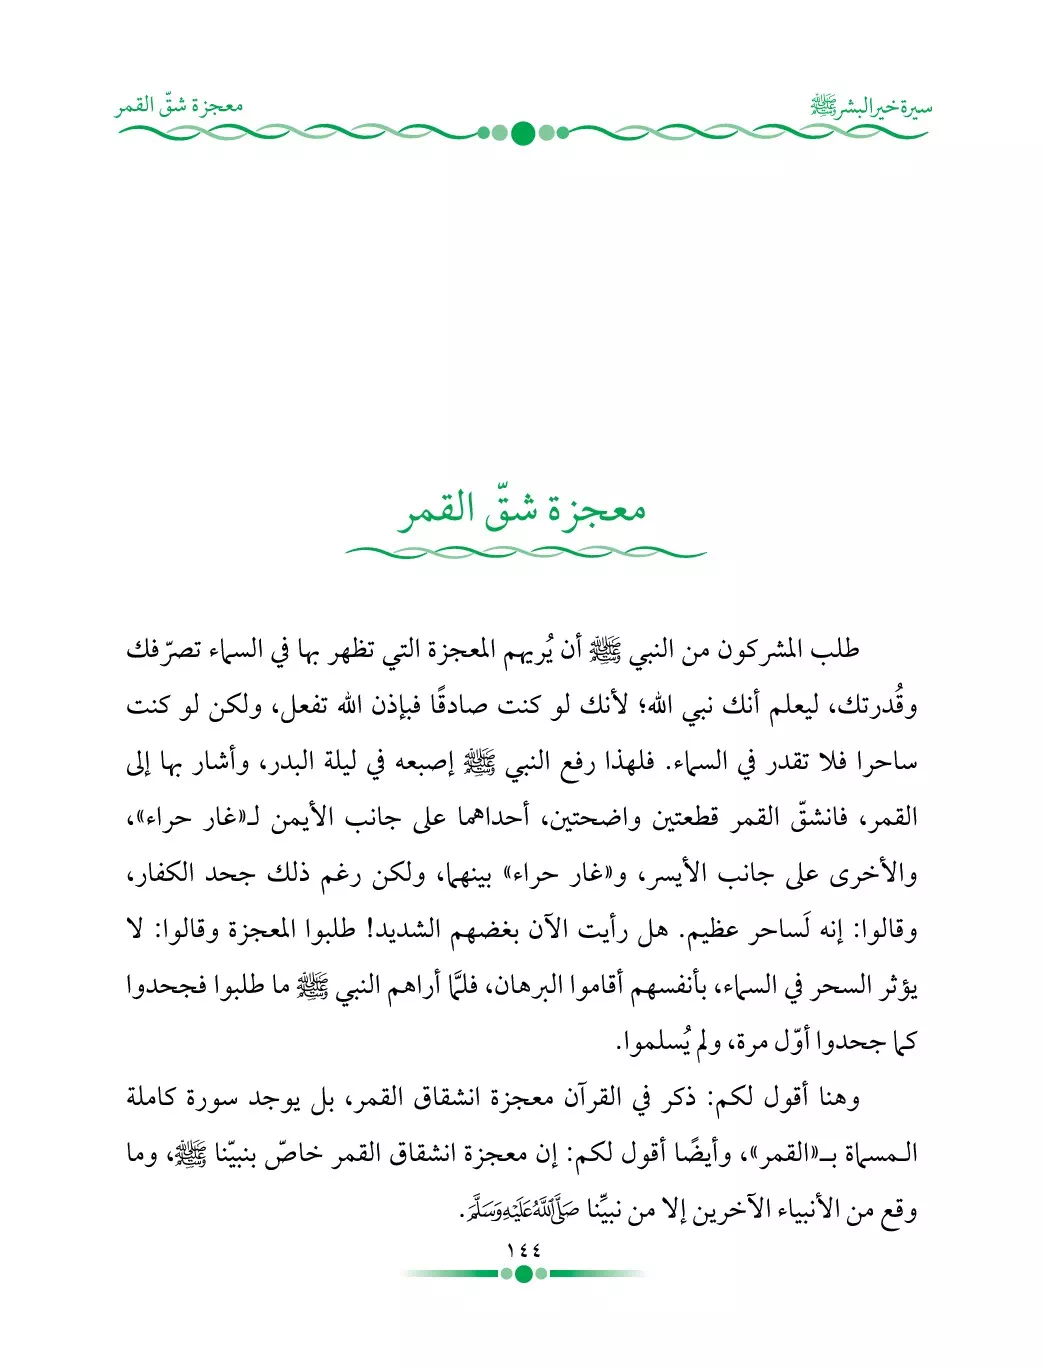 سيرة خير البشر ﷺ
معجزة شقّ القمر
معجزة شقّ القمر
طلب المشركون من النبي ﷺ أن يُريهم المعجزة التي تظهر بها في السماء تصرّفك
وقُدرتك، ليعلم أنك نبي الله؛ لأنك لو كنت صادقًا فبإذن الله تفعل، ولكن لو كنت
ساحرا فلا تقدر في السماء. فلهذا رفع النبي ﷺ إصبعه في ليلة البدر، وأشار بها إلى
القمر، فانشقّ القمر قطعتين واضحتين، أحداهما على جانب الأيمن لـ«غار حراء»،
والأخرى على جانب الأيسر، و«غار حراء» بينهما، ولكن رغم ذلك جحد الكفار،
وقالوا: إنه لَساحر عظيم. هل رأيت الآن بغضهم الشديد! طلبوا المعجزة وقالوا: لا
يؤثر السحر في السماء، بأنفسهم أقاموا البرهان، فلمَّا أراهم النبي ﷺ ما طلبوا فجحدوا
كما جحدوا أوّل مرة، ولم يُسلموا.
وهنا أقول لكم: ذكر في القرآن معجزة انشقاق القمر، بل يوجد سورة كاملة
الـمسماة بــ«القمر»، وأيضًا أقول لكم: إن معجزة انشقاق القمر خاصّ بنبيّنا ﷺ، وما
وقع من الأنبياء الآخرين إلا من نبيِّنا صَلَّى اللَّهُ عَلَيْهِ وَسَلَّمَ.
١٤٤